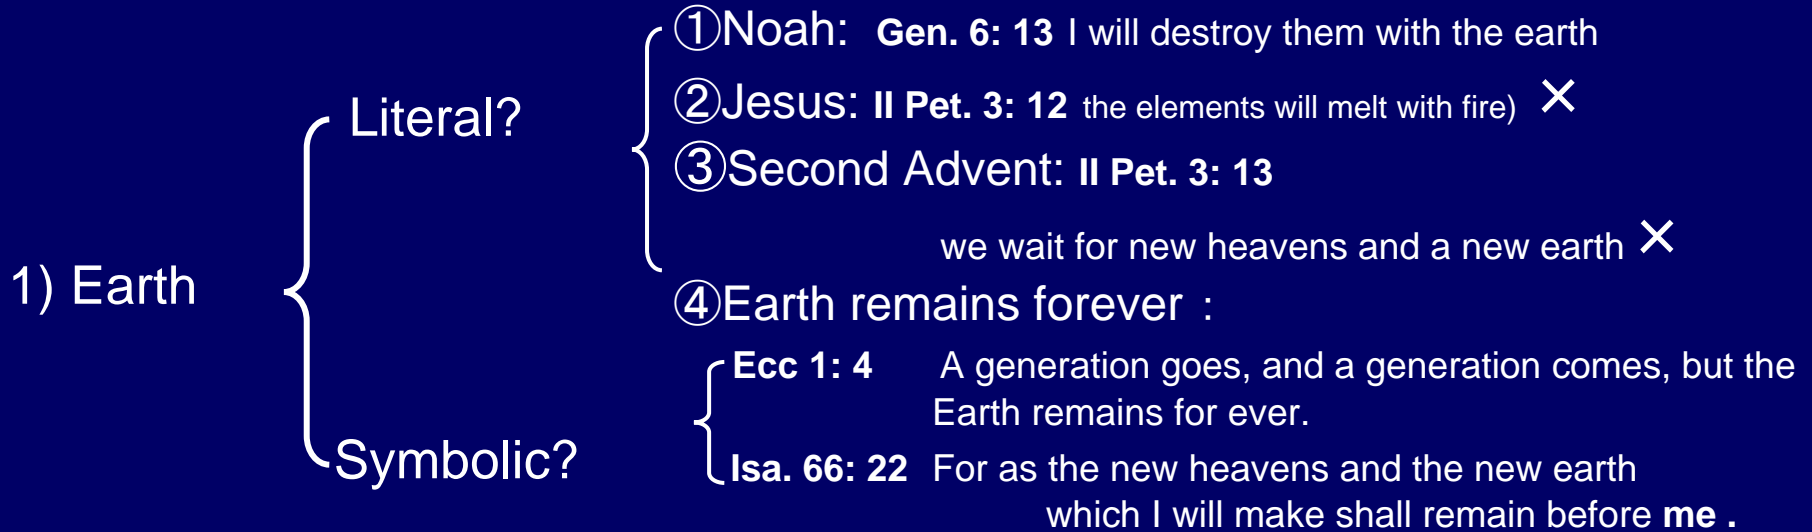 ①Noah: Gen. 6: 13 I will destroy them with the earth
Literal?
②Jesus: II Pet. 3: 12 the elements will melt with fire) ×
③Second Advent: II Pet. 3: 13
we wait for new heavens and a new earth ×
1) Earth
④Earth remains forever :
Ecc 1: 4 A generation goes, and a generation comes, but the
Earth remains for ever.
Symbolic?
Isa. 66: 22 For as the new heavens and the new earth
which I will make shall remain before me .